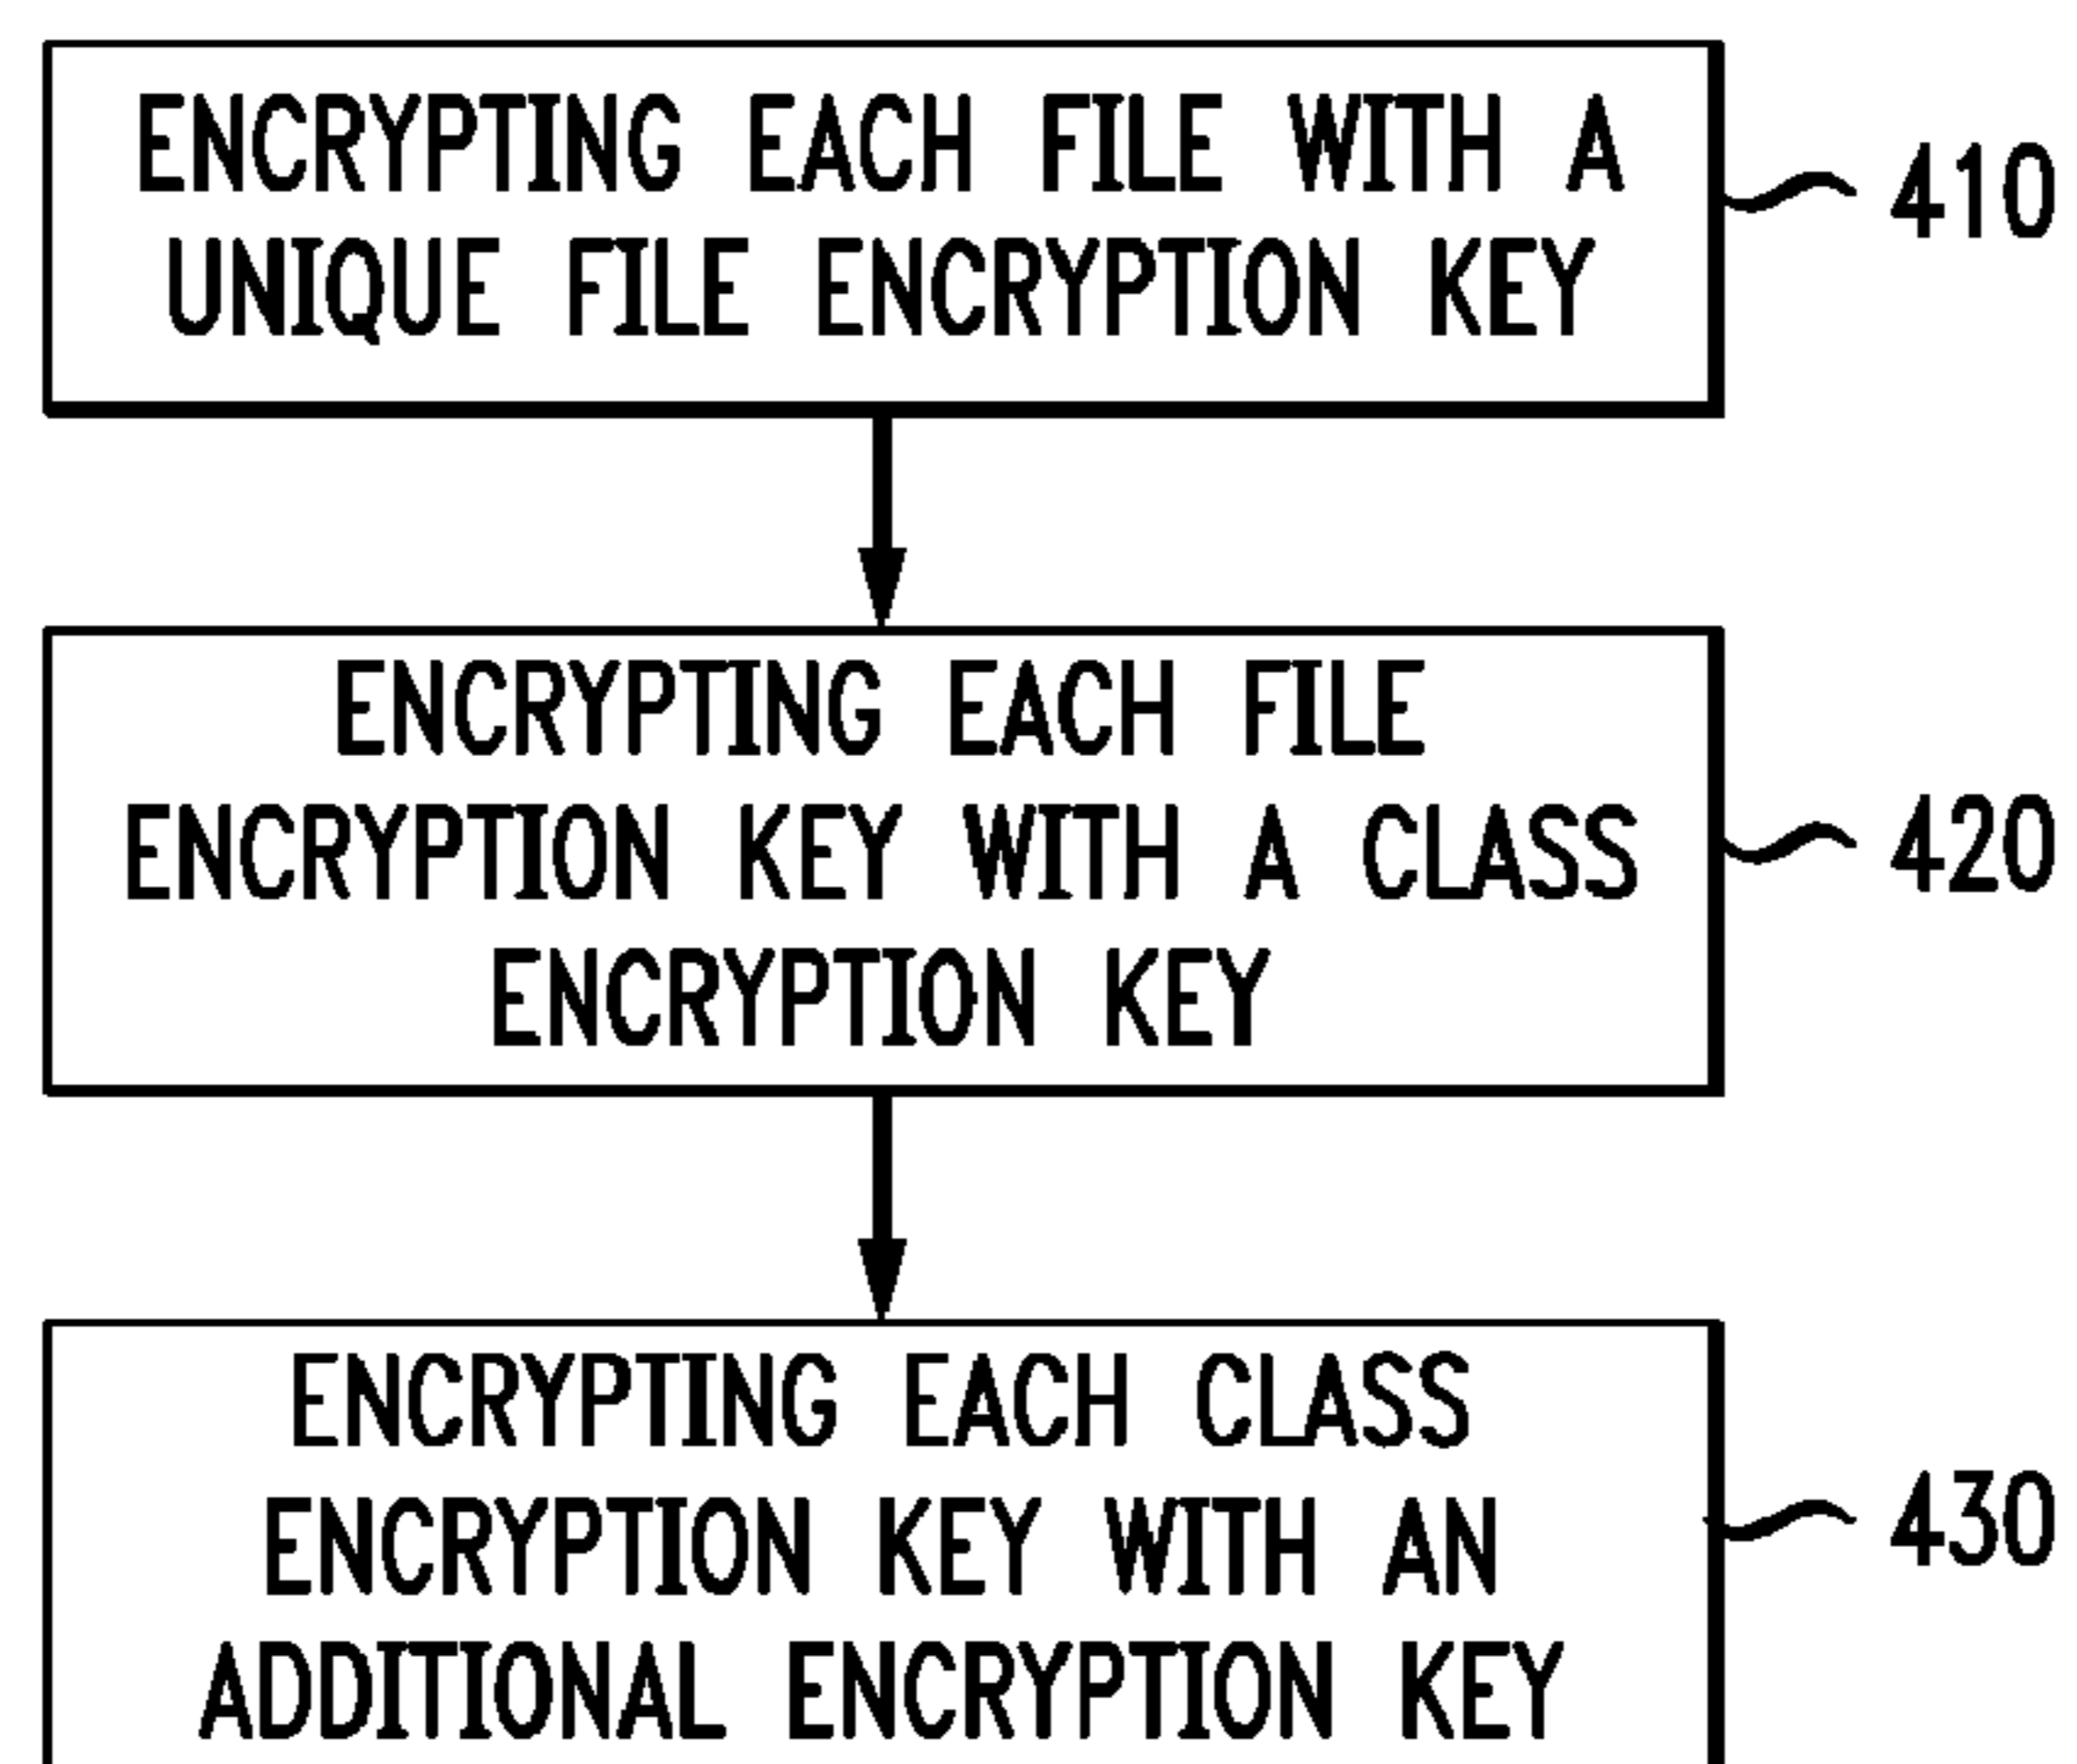 ENCRYPTING EACH FILE WITH A
UNIQUE FILE ENCRYPTION KEY
410
ENCRYPTING EACH FILE
ENCRYPTION KEY WITH A CLASS
ENCRYPTION KEY
420
ENCRYPTING EACH CLASS
ENCRYPTION KEY WITH AN
ADDITIONAL ENCRYPTION KEY
430